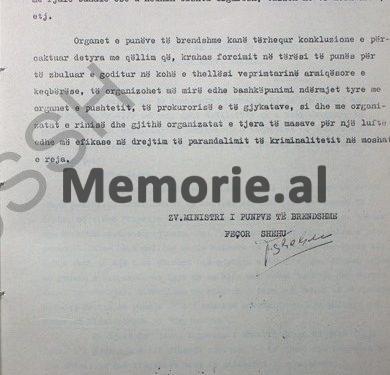 etj.
Organet e punëve të brendshme kanë tërhequr konkluzione e për-
caktuar detyra me qëllim që, krahas forcimit në tërësi të punës për
të zbuluar e goditur në kohë e thellësi veprimtarinë armiqësore e
keqbërëse, të organizohet më mirë edhe bashkëpunimi ndërmjet tyre me
organet e pushtetit, të prokurorisë e të gjykatave, si dhe me organi-
zatat e rinisë dhe gjithë organizatat e tjera të masave për një luftë
edhe më efikase në drejtim të parandalimit të kriminalitetit në moshat
e reja.
Memorie.al
ZV.MINISTRI I PUNPVE TË BRENDSHME
FEÇOR SHEHU